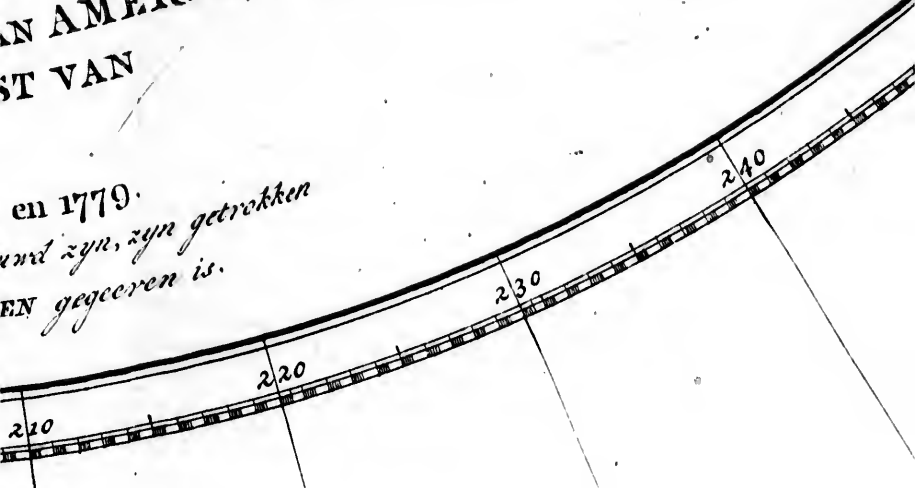 AN AMER
ST VAN
en 1779.
zyn, zyn getrokken
EN gegeeven is.
210
220
230
240